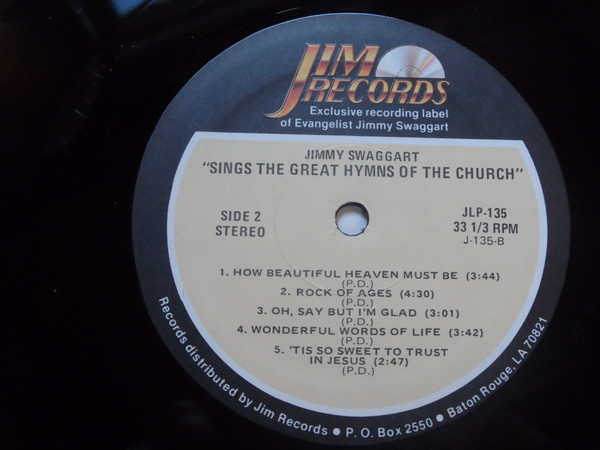 JIM
RECORDS
Exclusive recording label
of Evangelist Jimmy Swaggart
JIMMY SWAGGART
"SINGS THE GREAT HYMNS OF THE CHURCH"
SIDE 2
STEREO
JLP-135
33 1/3 RPM
J-135-B
1. HOW BEAUTIFUL HEAVEN MUST BE (3:44)
(P.D.)
2. ROCK OF AGES (4:30)
(P.D.)
3. OH, SAY BUT I'M GLAD (3:01)
(P.D.)
4. WONDERFUL WORDS OF LIFE (3:42)
(P.D.)
5. 'TIS SO SWEET TO TRUST
IN JESUS (2:47)
(P.D.)
Records distributed by Jim Records ● P. O. Box 2550 ● Baton Rouge, LA 70821